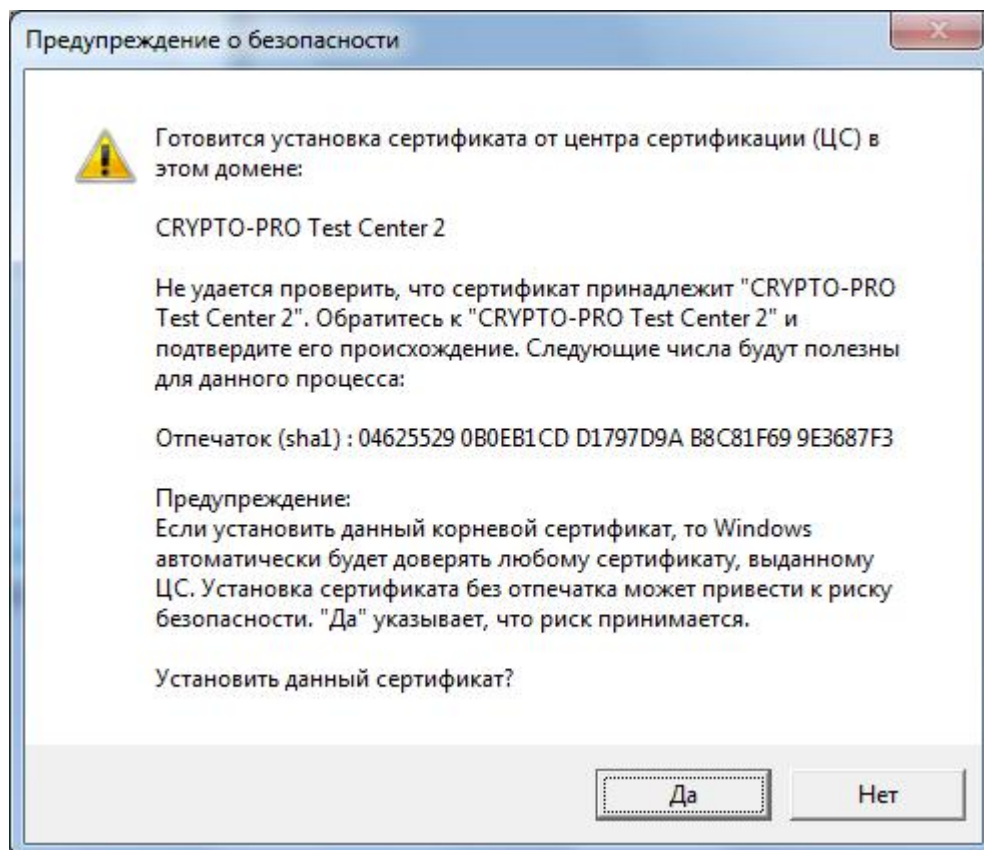 Предупреждение о безопасности
Готовится установка сертификата от центра сертификации (ЦС) в
этом домене:
CRYPTO-PRO Test Center 2
Не удается проверить, что сертификат принадлежит "CRYPTO-PRO
Test Center 2". Обратитесь к "CRYPTO-PRO Test Center 2" и
подтвердите его происхождение. Следующие числа будут полезны
для данного процесса:
Отпечаток (sha1) : 04625529 0B0EB1CD D1797D9A B8C81F69 9E3687F3
Предупреждение:
Если установить данный корневой сертификат, то Windows
автоматически будет доверять любому сертификату, выданному
ЦС. Установка сертификата без отпечатка может привести к риску
безопасности. "Да" указывает, что риск принимается.
Установить данный сертификат?
Да
Нет